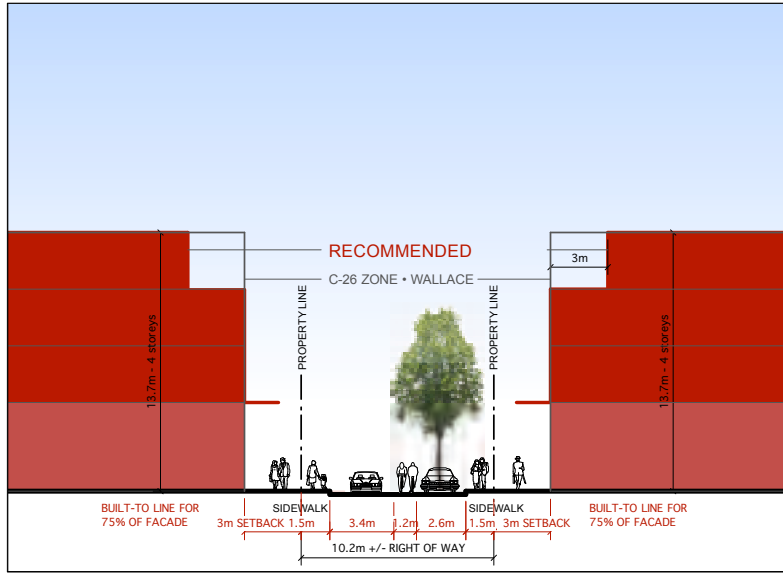 RECOMMENDED
C-26 ZONE • WALLACE
3m
13.7m - 4 storeys
PROPERTY LINE
PROPERTY LINE
13.7m - 4 storeys
BUILT-TO LINE FOR
75% OF FACADE
SIDEWALK
SIDEWALK
BUILT-TO LINE FOR
75% OF FACADE
3m SETBACK 1.5m 3.4m 1.2m 2.6m 1.5m 3m SETBACK
10.2m +/- RIGHT OF WAY